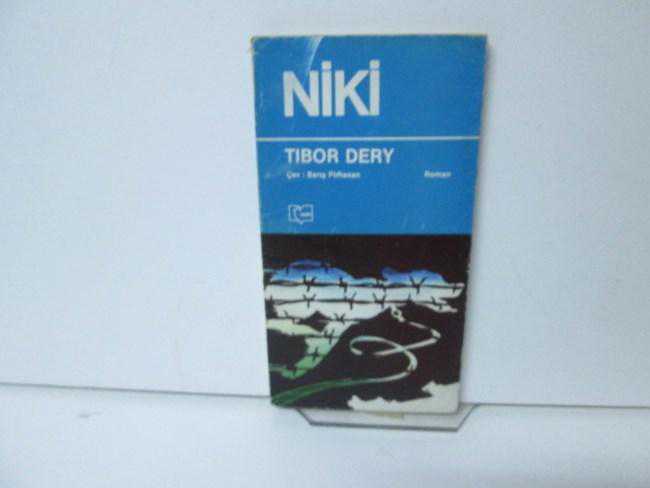 NİKİ
TIBOR DERY
Çev : Barış Pirhasan Roman